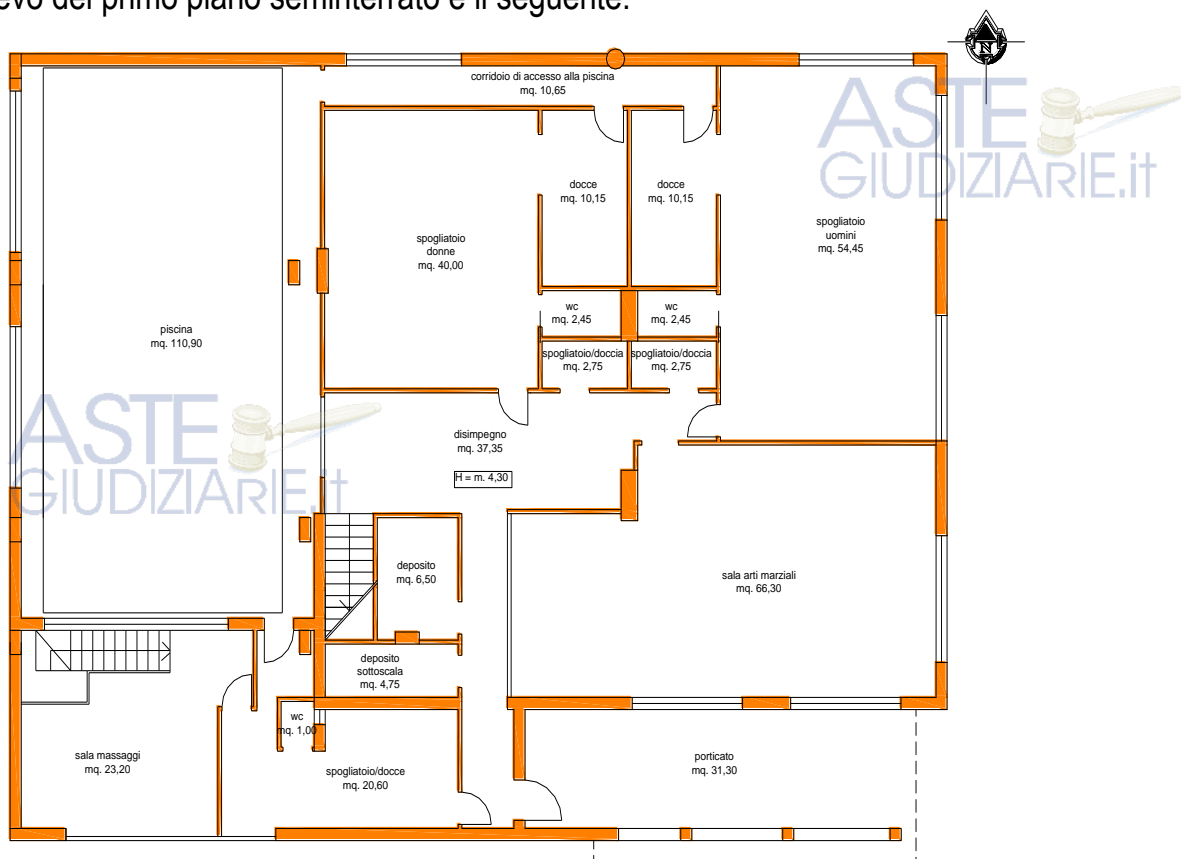 evo del primo piano seminterrato è il seguente:
N
corridoio di accesso alla piscina
mq. 10,65
ASTE
GIUDIZIARIE.it
docce
mq. 10,15
docce
mq. 10,15
spogliatoio
uomini
mq. 54,45
spogliatoio
donne
mq. 40,00
wc
mq. 2,45
wc
mq. 2,45
piscina
mq. 110,90
spogliatoio/doccia
mq. 2,75
spogliatoio/doccia
mq. 2,75
ASTE
GIUDIZIARIE.it
disimpegno
mq. 37,35
H = m. 4,30
deposito
mq. 6,50
sala arti marziali
mq. 66,30
deposito
sottoscala
mq. 4,75
wc
mq. 1,00
sala massaggi
mq. 23,20
spogliatoio/docce
mq. 20,60
porticato
mq. 31,30